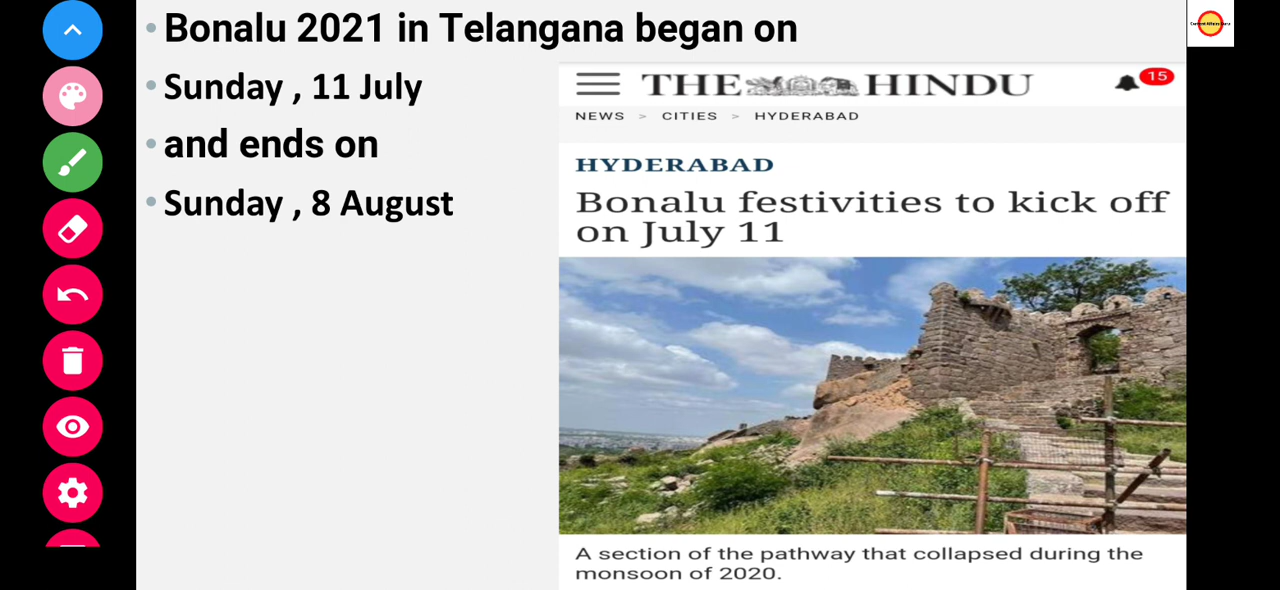 Bonalu 2021 in Telangana began on
Sunday , 11 July
and ends on
Sunday , 8 August
THE HINDU
15
NEWS > CITIES > HYDERABAD
HYDERABAD
Bonalu festivities to kick off
on July 11
A section of the pathway that collapsed during the
monsoon of 2020.